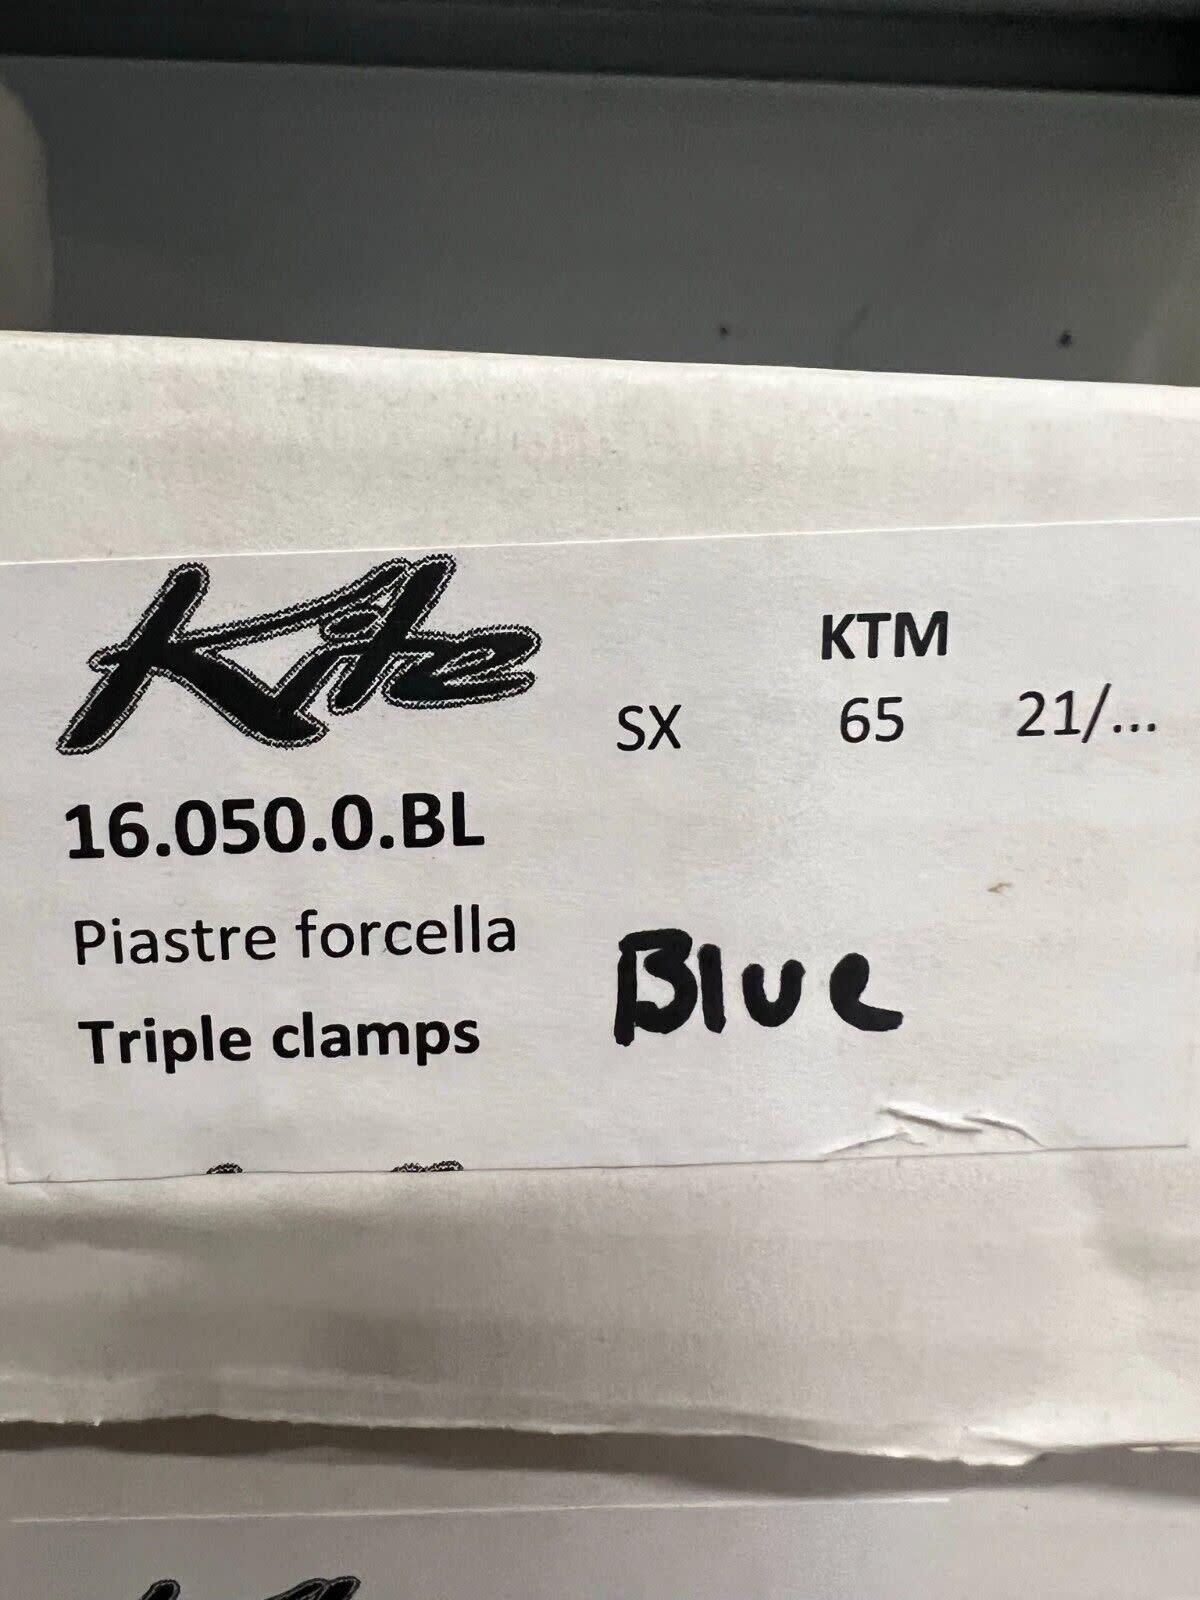 Kite
KTM
SX 65 21/...
16.050.0.BL
Piastre forcella
Blue
Triple clamps